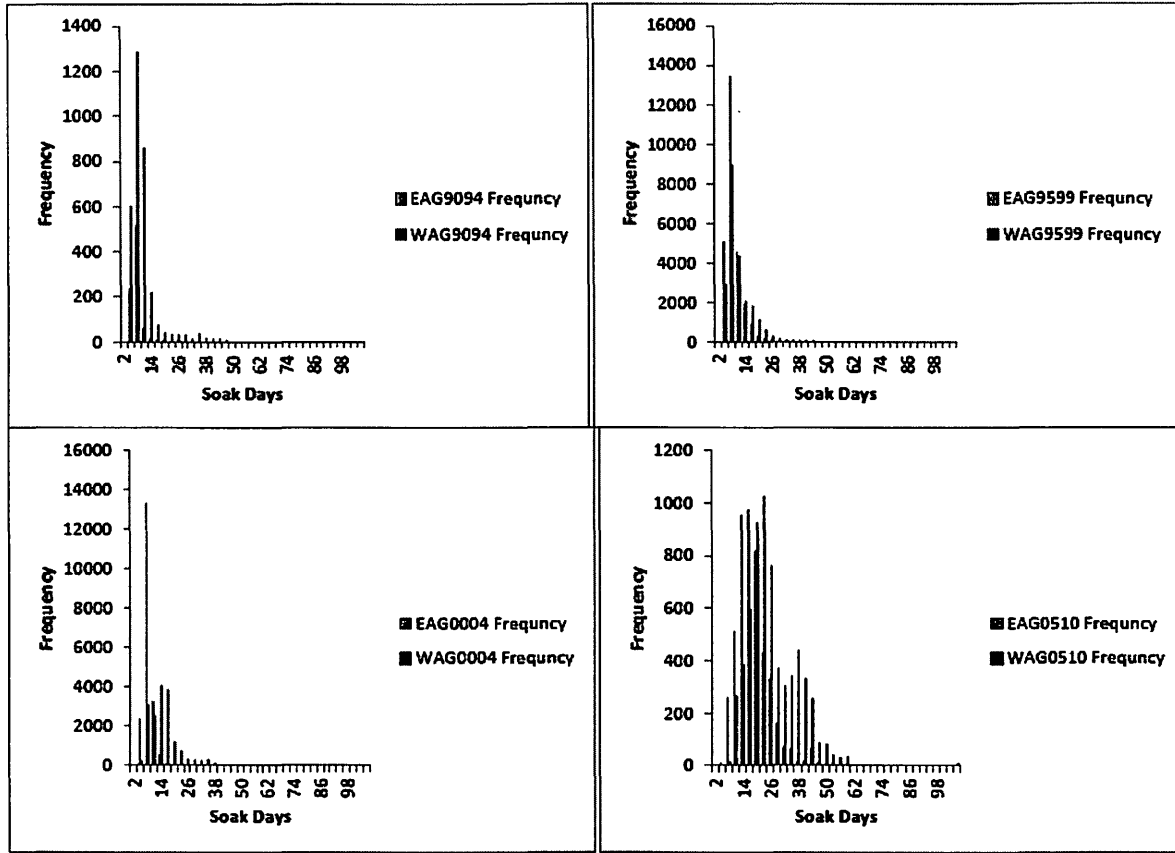 1400
1200
1000
800
600
400
200
0
Frequency
2 14 26 38 50 62 74 86 98
Soak Days
EAG9094 Frequncy
WAG9094 Frequncy
16000
14000
12000
10000
8000
6000
4000
2000
0
Frequency
2 14 26 38 50 62 74 86 98
Soak Days
EAG9599 Frequncy
WAG9599 Frequncy
16000
14000
12000
10000
8000
6000
4000
2000
0
Frequency
2 14 26 38 50 62 74 86 98
Soak Days
EAG0004 Frequncy
WAG0004 Frequncy
1200
1000
800
600
400
200
0
Frequency
2 14 26 38 50 62 74 86 98
Soak Days
EAG0510 Frequncy
WAG0510 Frequncy